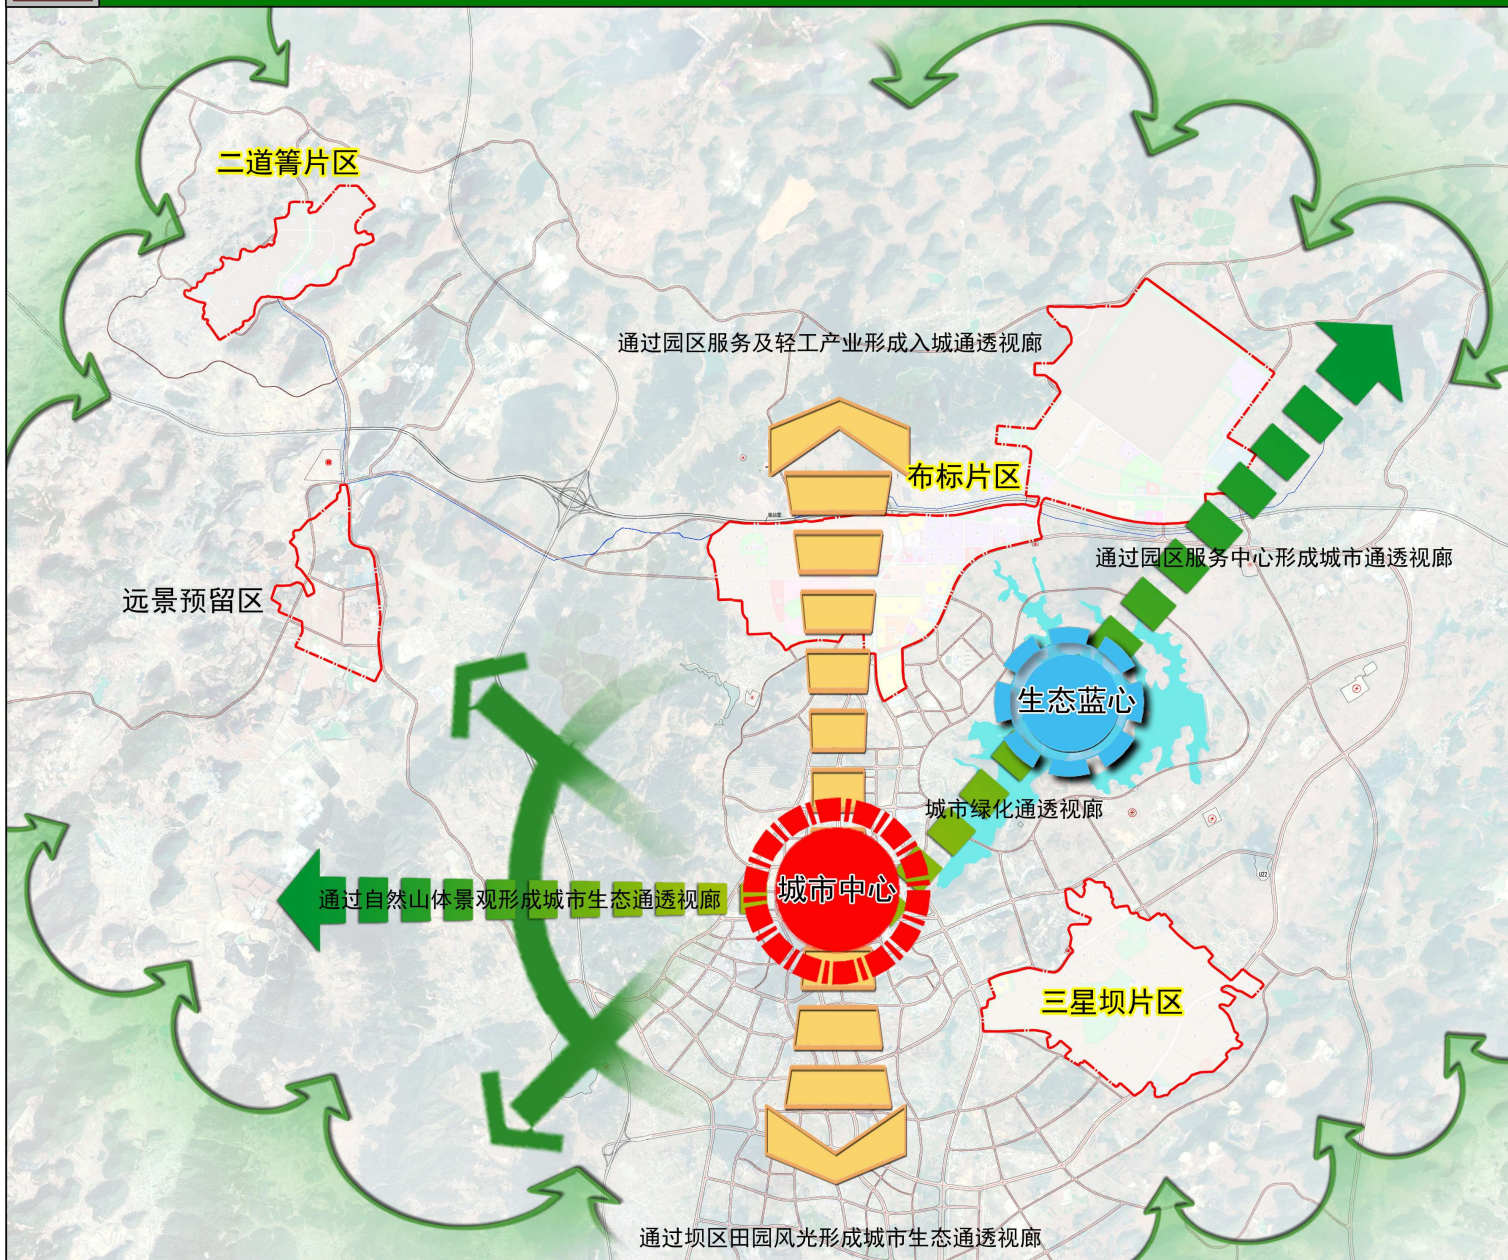 二道箐片区
通过园区服务及轻工产业形成入城通透视廊
布标片区
通过园区服务中心形成城市通透视廊
远景预留区
生态蓝心
城市绿化通透视廊
城市中心
通过自然山体景观形成城市生态通透视廊
三星坝片区
通过坝区田园风光形成城市生态通透视廊